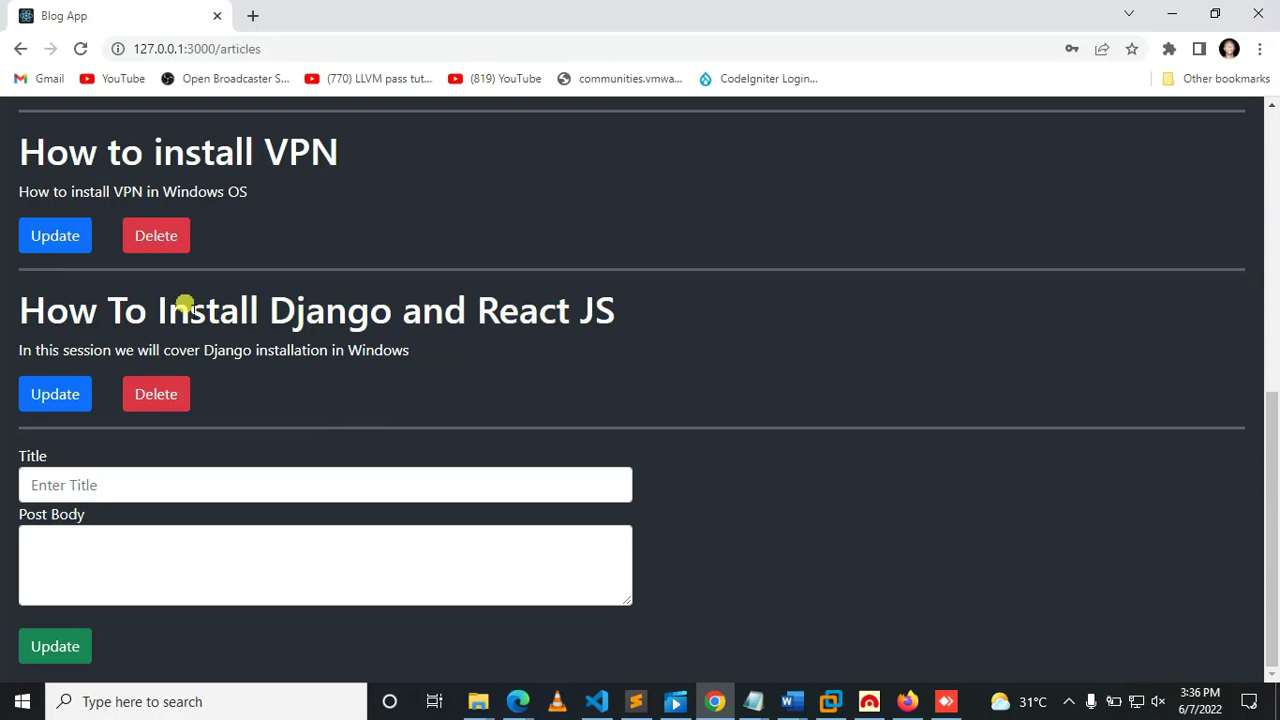 Blog App
127.0.0.1:3000/articles
Gmail
YouTube
Open Broadcaster S...
(770) LLVM pass tut...
(819) YouTube
communities.vmwa...
CodeIgniter Login...
Other bookmarks
How to install VPN
How to install VPN in Windows OS
Update Delete
How To Install Django and React JS
In this session we will cover Django installation in Windows
Update Delete
Title
Enter Title
Post Body
Update
Type here to search
31°C
3:36 PM
6/7/2022